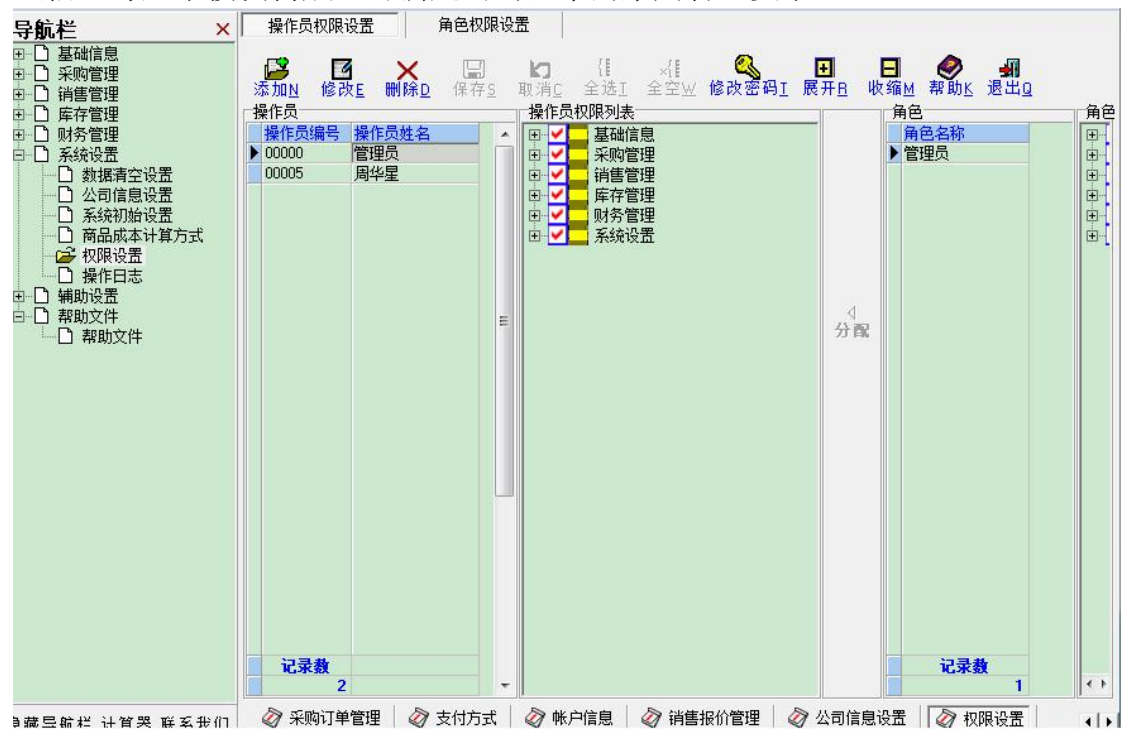 导航栏
基础信息
采购管理
销售管理
库存管理
财务管理
系统设置
数据清空设置
公司信息设置
系统初始设置
商品成本计算方式
权限设置
操作日志
辅助设置
帮助文件
帮助文件
操作员权限设置 角色权限设置
添加N 修改E 删除D 保存S 取消C 全选I 全空W 修改密码I 展开R 收缩M 帮助K 退出Q
操作员
操作员编号 操作员姓名
00000 管理员
00005 周华星
记录数
2
操作员权限列表
基础信息
采购管理
销售管理
库存管理
财务管理
系统设置
分配
角色
角色名称
管理员
记录数
1
角色
隐藏导航栏 计算器 联系我们
采购订单管理 支付方式 帐户信息 销售报价管理 公司信息设置 权限设置